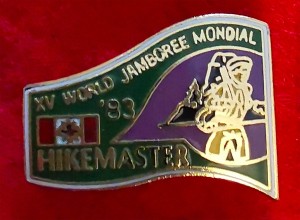 XV WORLD JAMBOREE MONDIAL
'83
HIKEMASTER